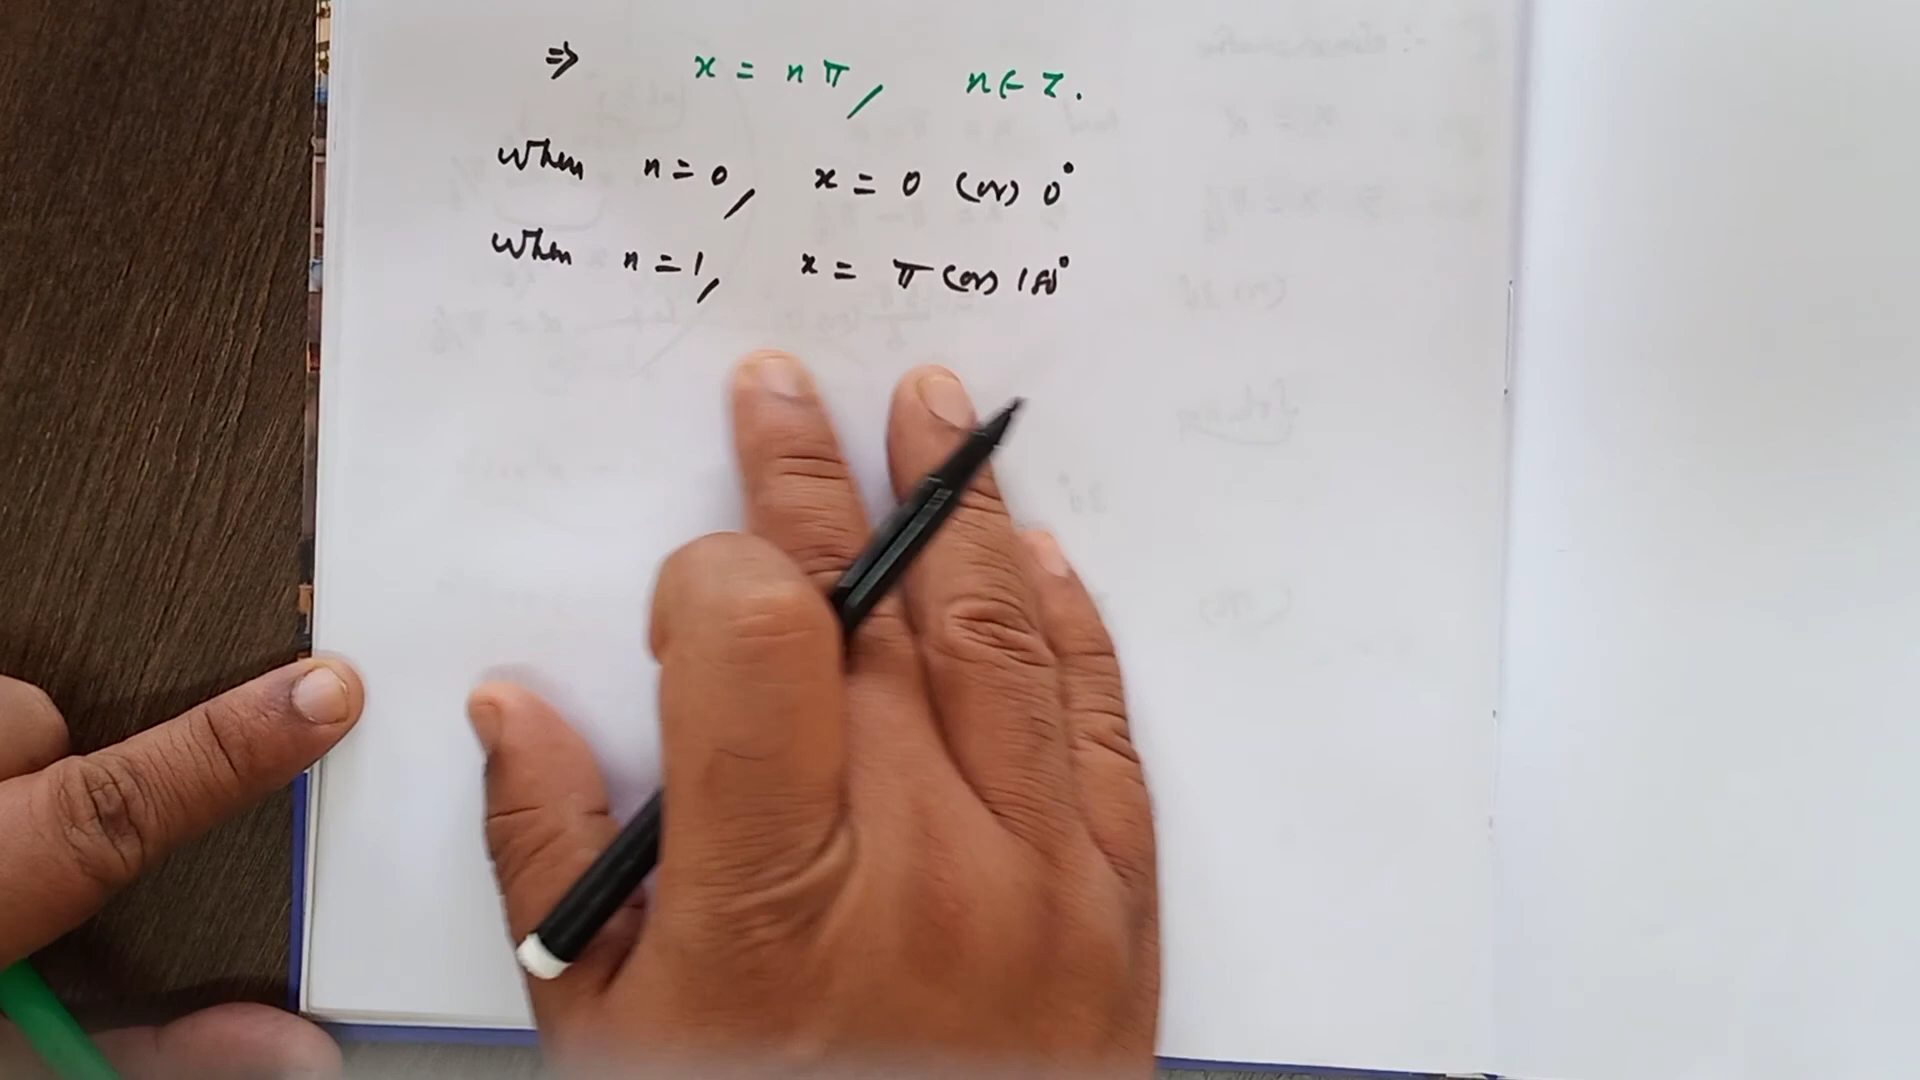 ⇒ x = nπ, n ∈ Z.
When n = 0, x = 0 (or) 0°
When n = 1, x = π (or) 180°